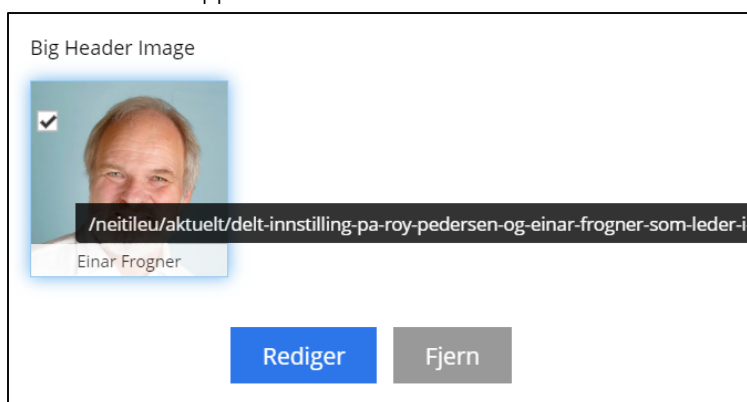 Big Header Image
/neitileu/aktuelt/delt-innstilling-pa-roy-pedersen-og-einar-frogner-som-leder-i
Einar Frogner
Rediger
Fjern